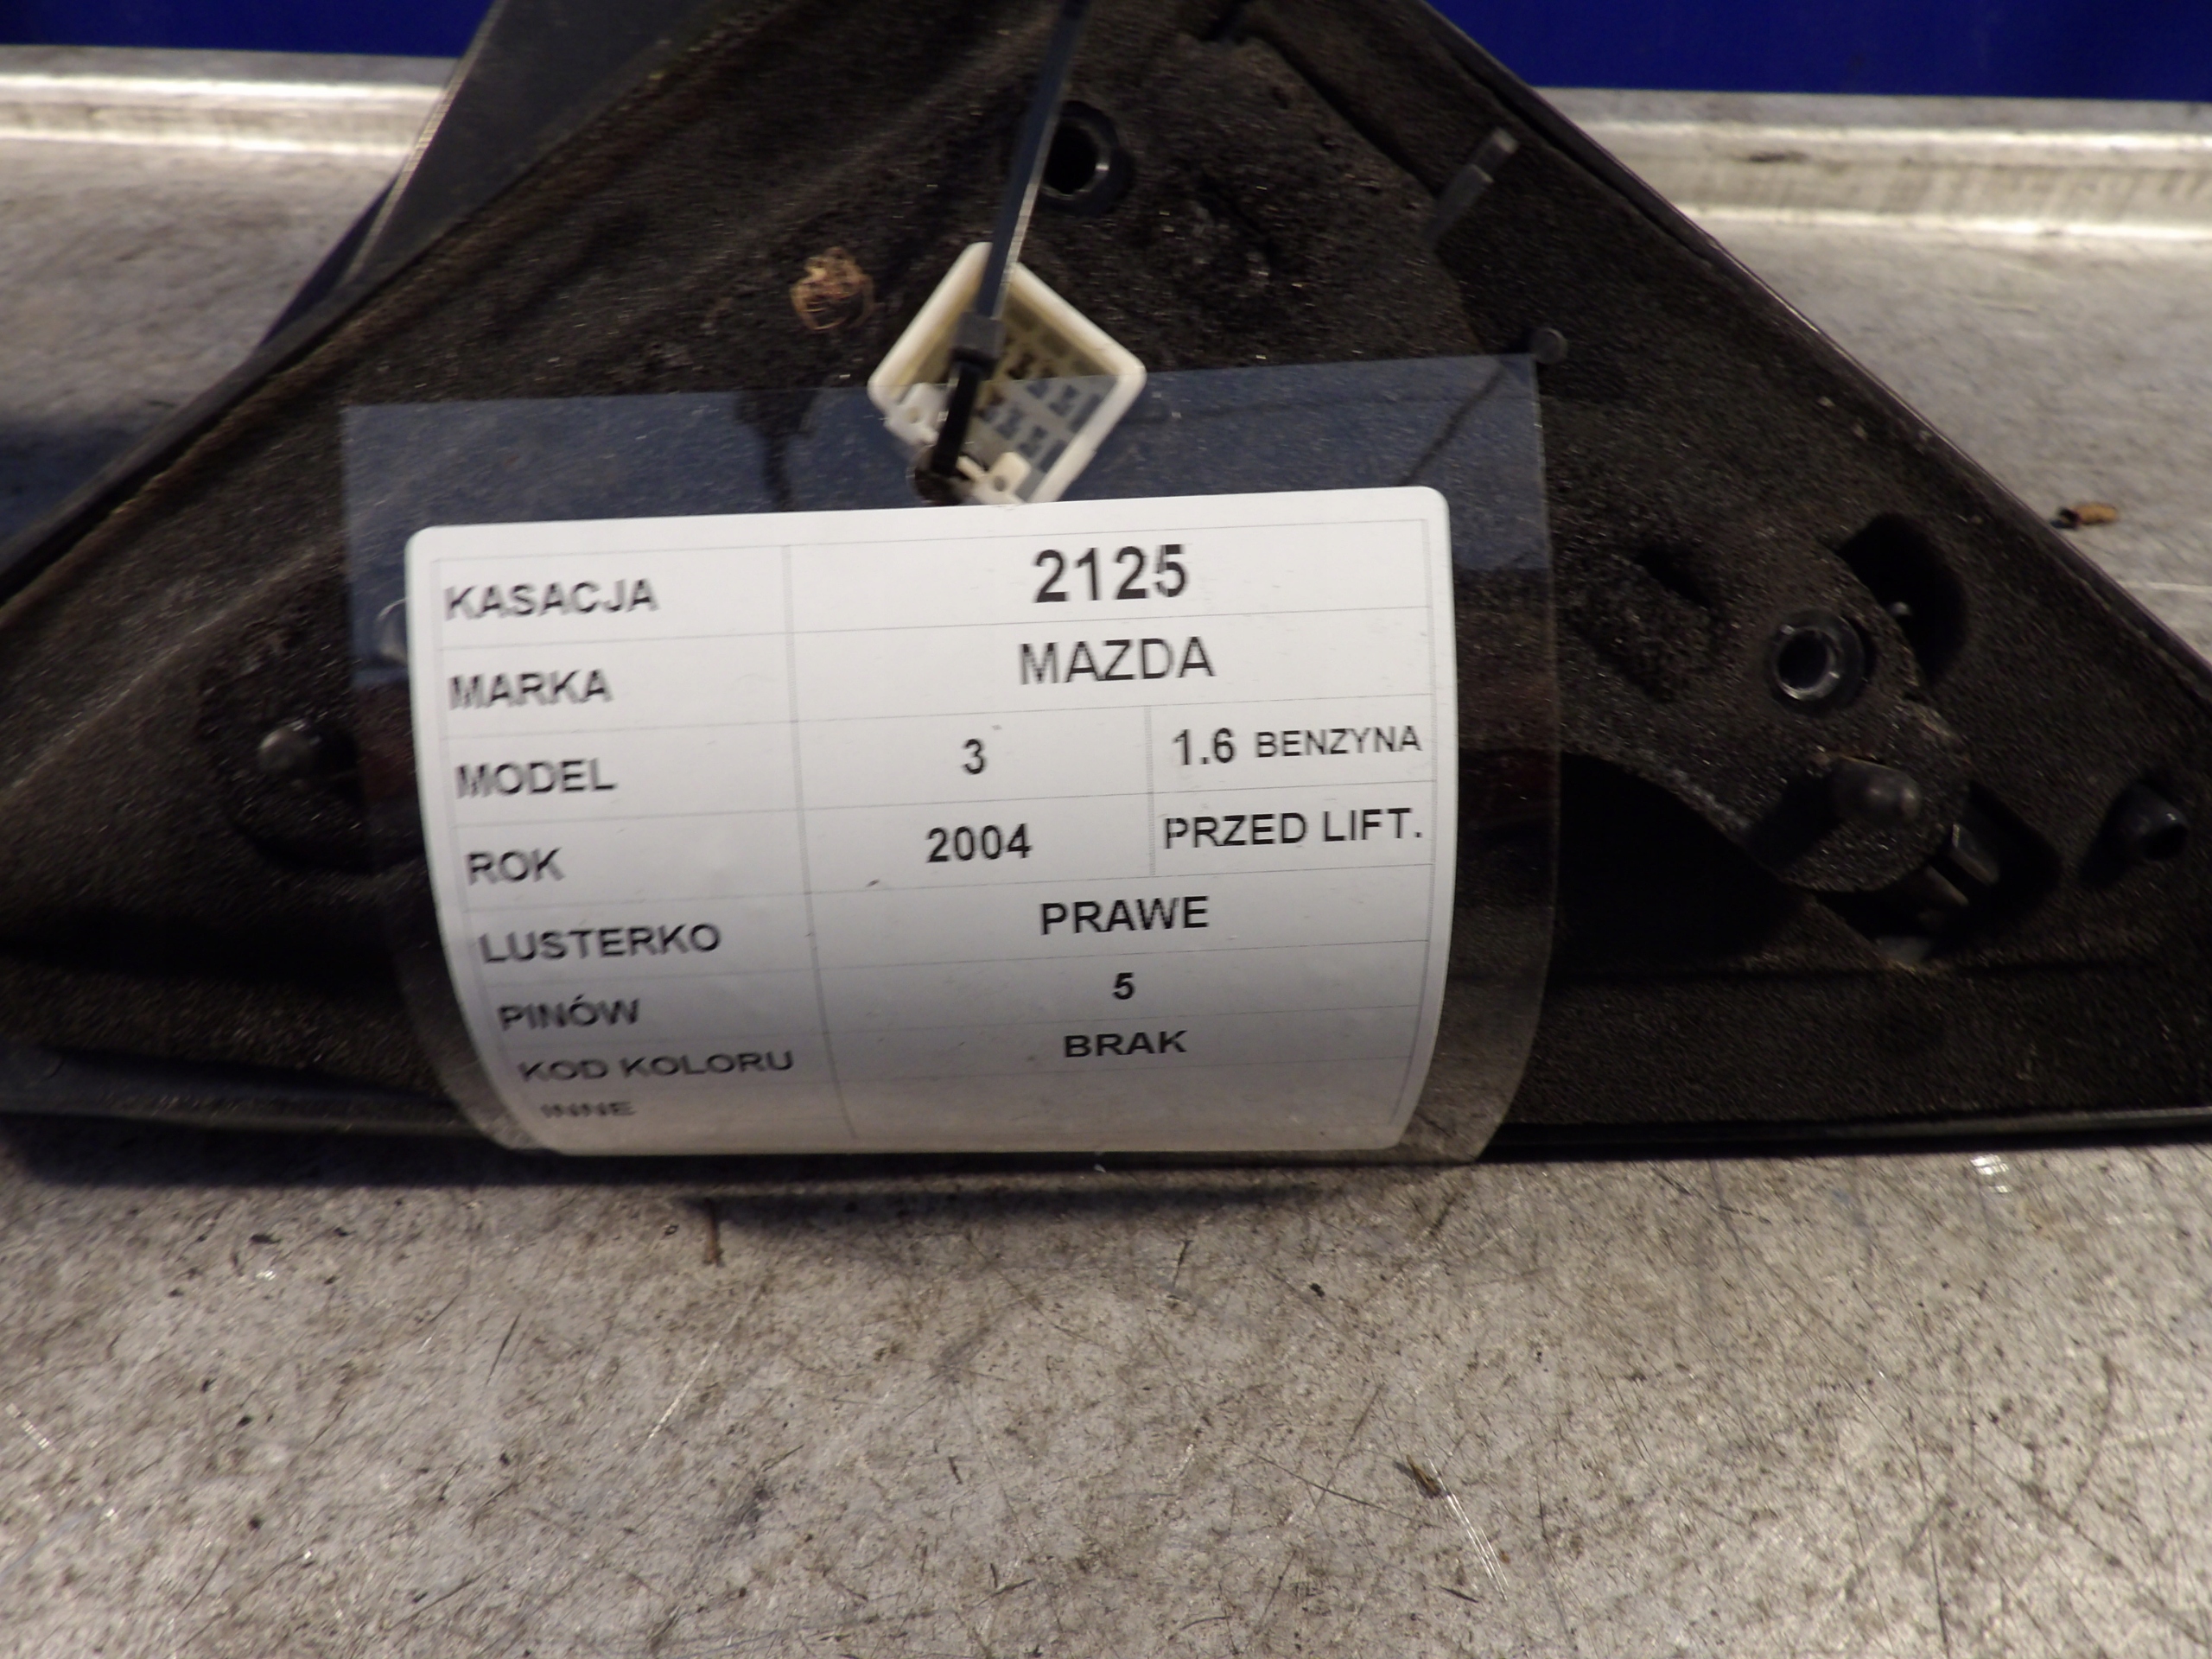 KASACJA 2125
MARKA MAZDA
MODEL 3 1.6 BENZYNA
ROK 2004 PRZED LIFT.
LUSTERKO PRAWE
PINÓW 5
KOD KOLORU BRAK
INNE